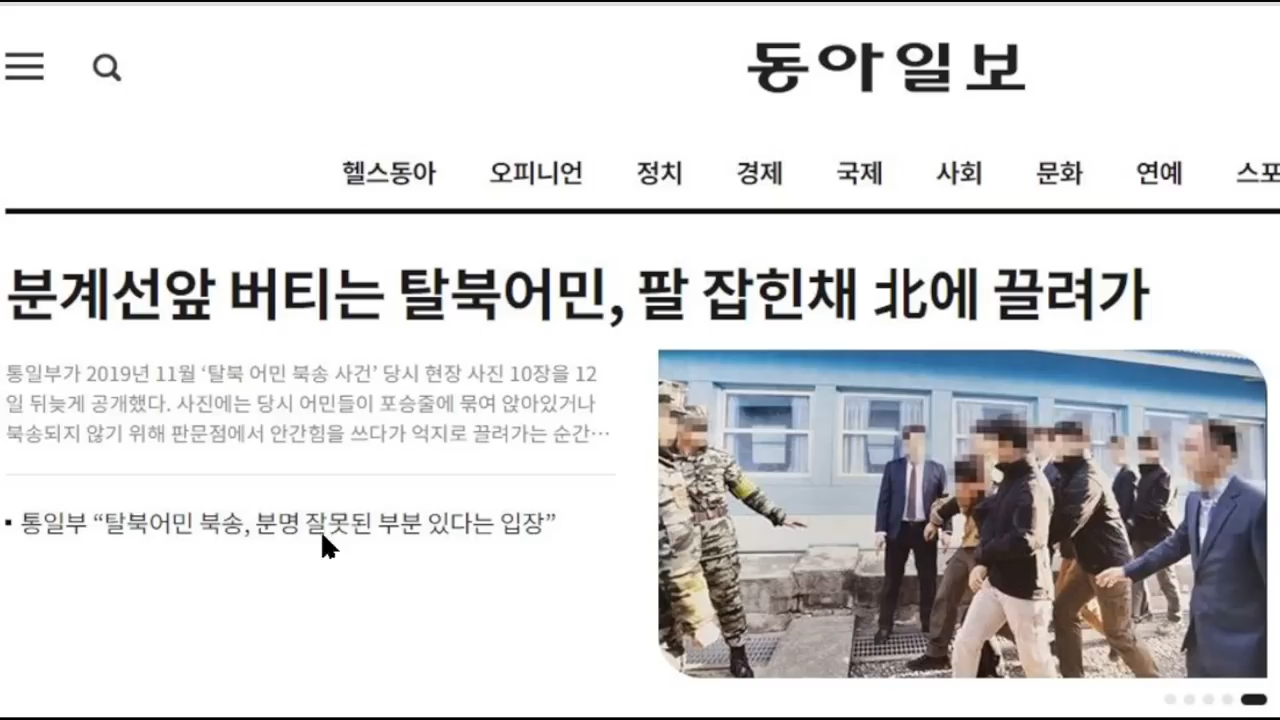 동아일보
헬스동아 오피니언 정치 경제 국제 사회 문화 연예 스포
분계선앞 버티는 탈북어민, 팔 잡힌채 北에 끌려가
통일부가 2019년 11월 ‘탈북 어민 북송 사건’ 당시 현장 사진 10장을 12
일 뒤늦게 공개했다. 사진에는 당시 어민들이 포승줄에 묶여 앉아있거나
북송되지 않기 위해 판문점에서 안간힘을 쓰다가 억지로 끌려가는 순간…
▪ 통일부 “탈북어민 북송, 분명 잘못된 부분 있다는 입장”